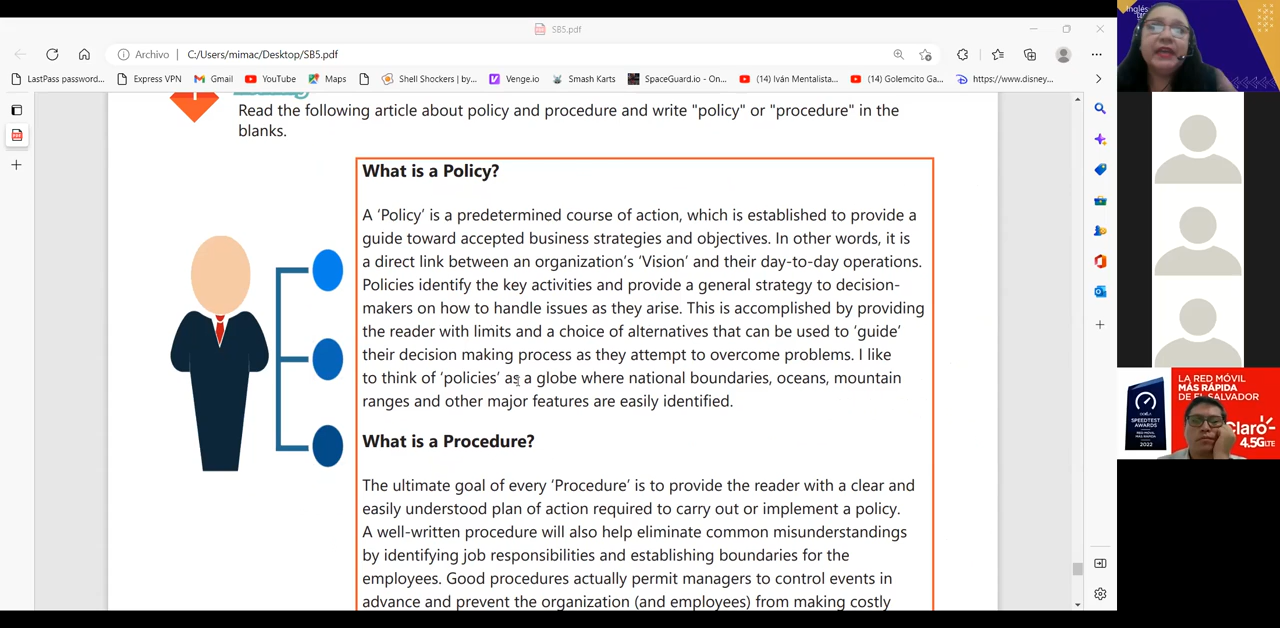 SB5.pdf
Archivo | C:/Users/mimac/Desktop/SB5.pdf
LastPass password... Express VPN Gmail YouTube Maps Shell Shockers | by... Venge.io Smash Karts SpaceGuard.io - On... (14) Iván Mentalista... (14) Golemcito Ga... https://www.disney...
Read the following article about policy and procedure and write "policy" or "procedure" in the
blanks.
What is a Policy?
A ‘Policy’ is a predetermined course of action, which is established to provide a
guide toward accepted business strategies and objectives. In other words, it is
a direct link between an organization’s ‘Vision’ and their day-to-day operations.
Policies identify the key activities and provide a general strategy to decision-
makers on how to handle issues as they arise. This is accomplished by providing
the reader with limits and a choice of alternatives that can be used to ‘guide’
their decision making process as they attempt to overcome problems. I like
to think of ‘policies’ as a globe where national boundaries, oceans, mountain
ranges and other major features are easily identified.
What is a Procedure?
The ultimate goal of every ‘Procedure’ is to provide the reader with a clear and
easily understood plan of action required to carry out or implement a policy.
A well-written procedure will also help eliminate common misunderstandings
by identifying job responsibilities and establishing boundaries for the
employees. Good procedures actually permit managers to control events in
advance and prevent the organization (and employees) from making costly
Inglés
LA RED MÓVIL
MÁS RÁPIDA
DE EL SALVADOR
SPEEDTEST
AWARDS
2022
Claro
4.5G LTE